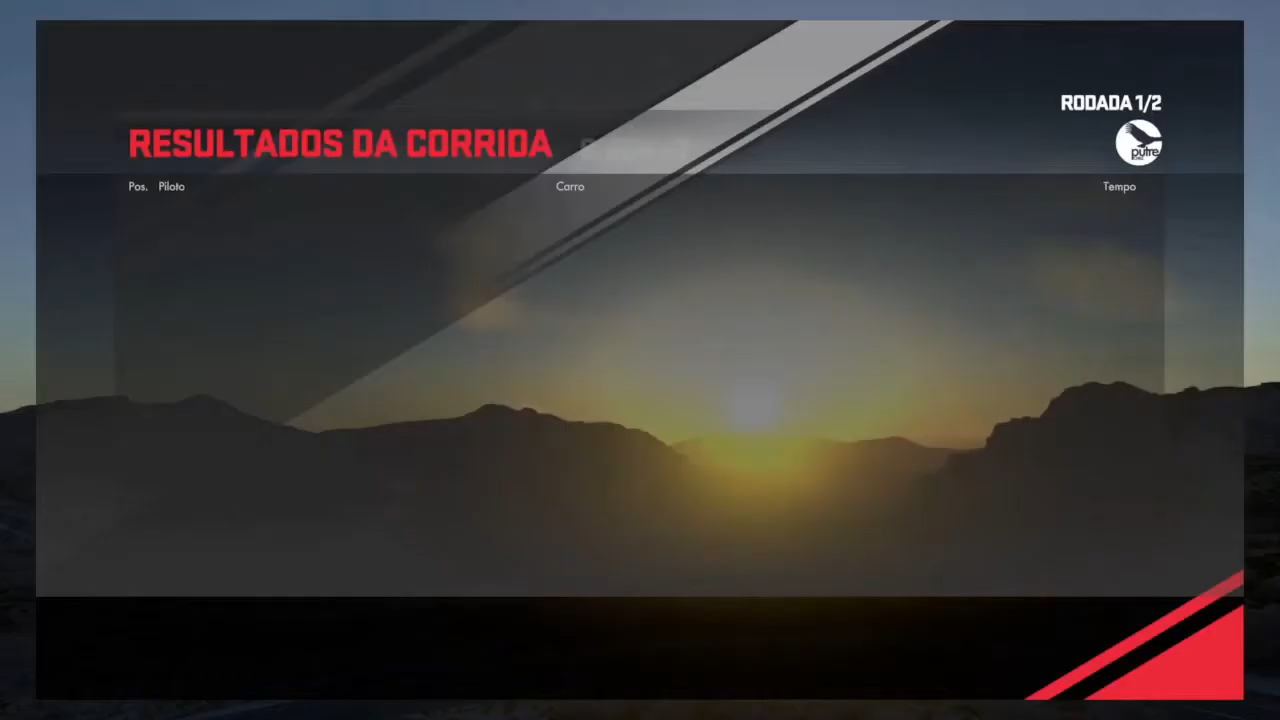 RODADA 1/2
RESULTADOS DA CORRIDA
putre
Pos. Piloto Carro Tempo